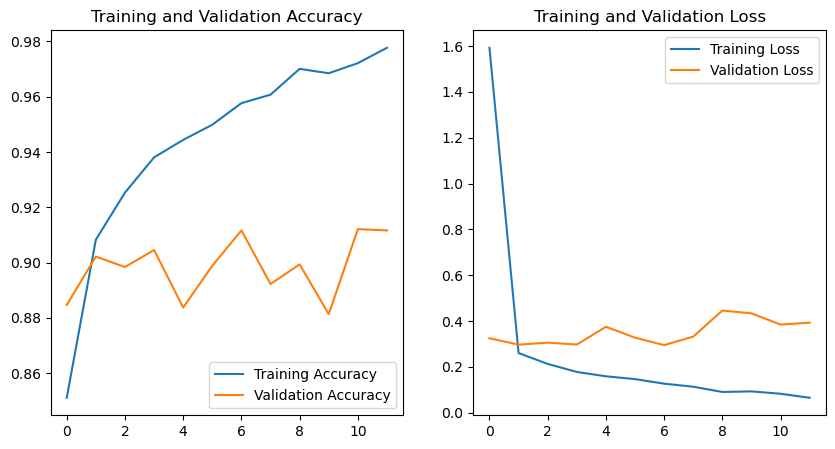 Training and Validation Accuracy
0.98
0.96
0.94
0.92
0.90
0.88
0.86
Training Accuracy
Validation Accuracy
0 2 4 6 8 10
Training and Validation Loss
1.6
1.4
1.2
1.0
0.8
0.6
0.4
0.2
0.0
Training Loss
Validation Loss
0 2 4 6 8 10